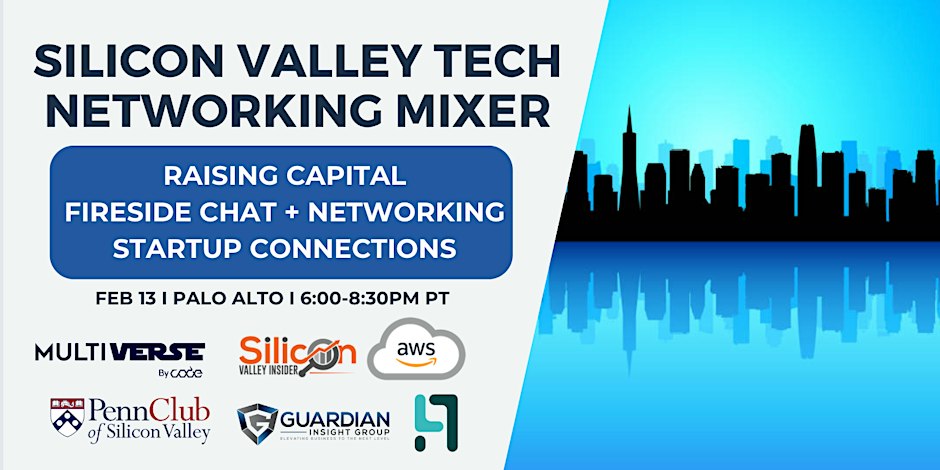 SILICON VALLEY TECH
NETWORKING MIXER
RAISING CAPITAL
FIRESIDE CHAT + NETWORKING
STARTUP CONNECTIONS
FEB 13 I PALO ALTO I 6:00-8:30PM PT
MULTIVERSE
By CODE
Silicon
VALLEY INSIDER
aws
PennClub
of Silicon Valley
GUARDIAN
INSIGHT GROUP
ELEVATING BUSINESS TO THE NEXT LEVEL